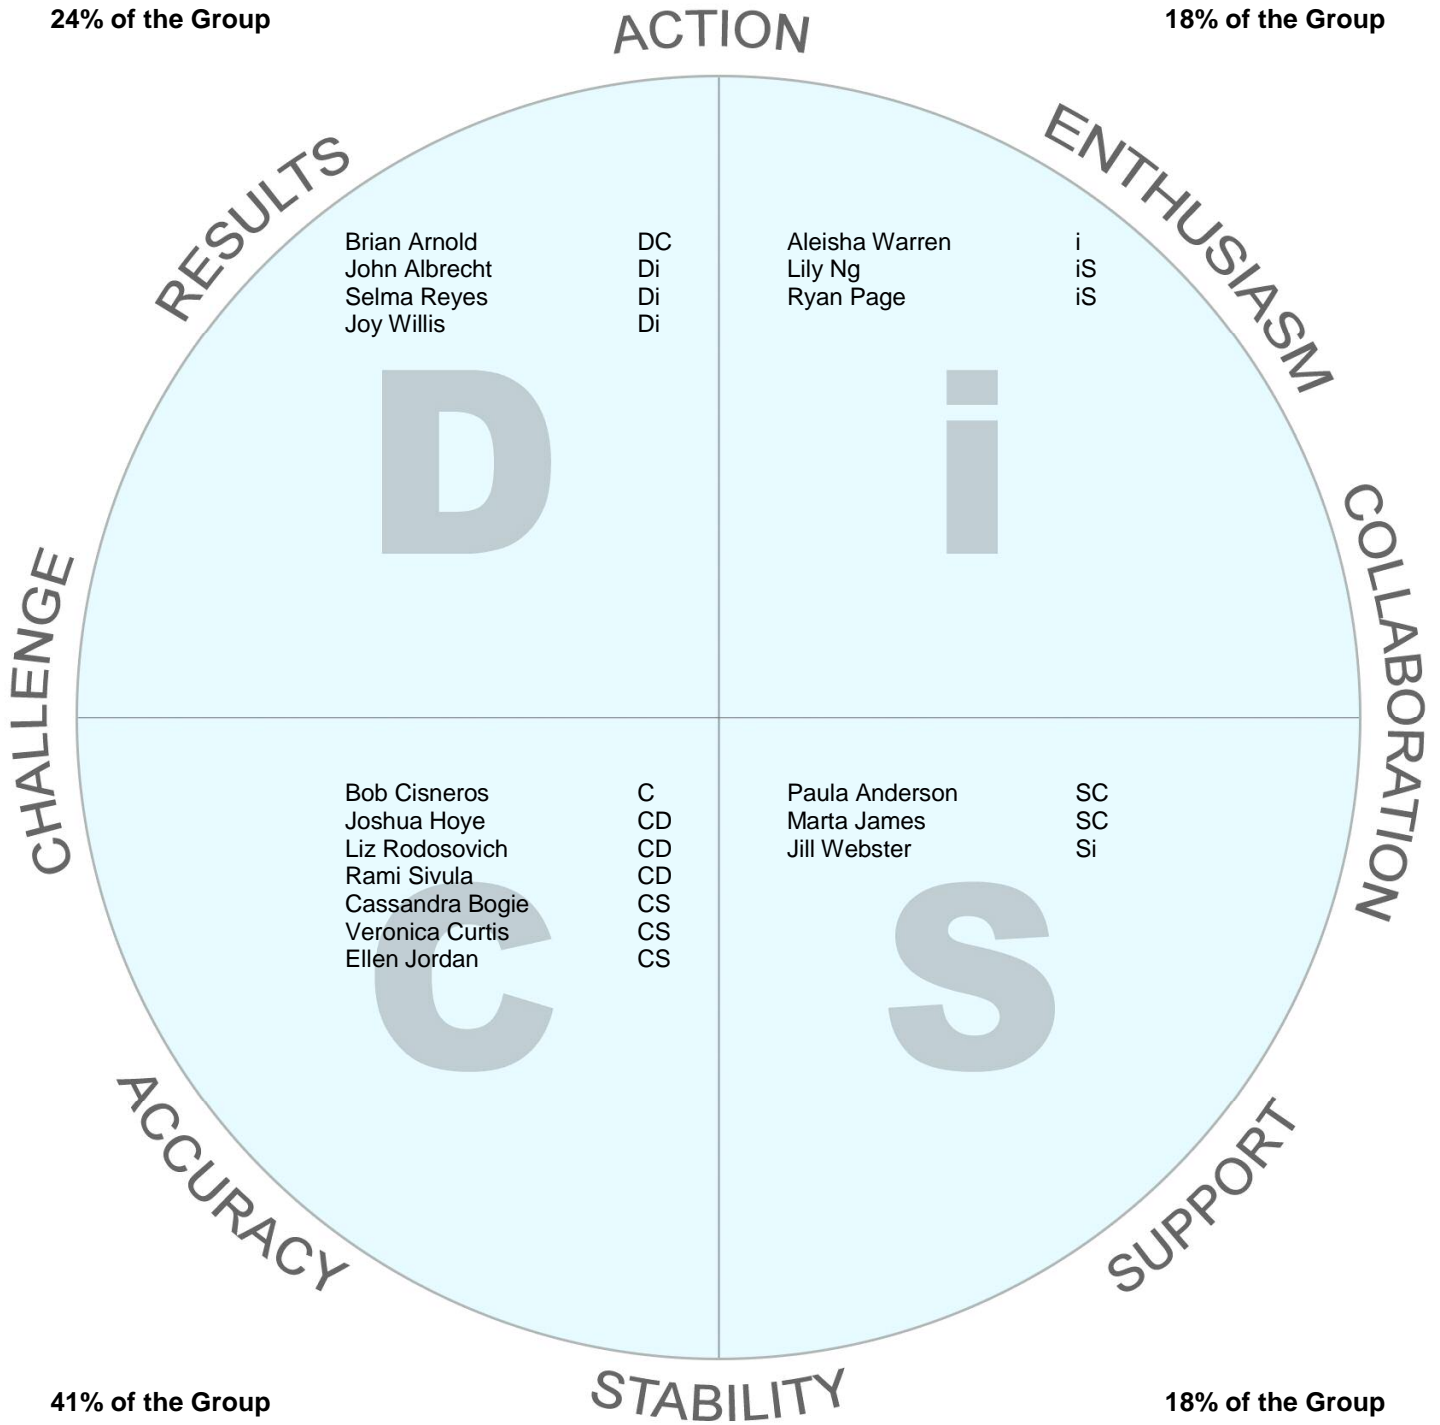 24% of the Group
18% of the Group
ACTION
RESULTS
ENTHUSIASM
Brian Arnold DC
John Albrecht Di
Selma Reyes Di
Joy Willis Di
Aleisha Warren i
Lily Ng iS
Ryan Page iS
D
i
CHALLENGE
COLLABORATION
Bob Cisneros C
Joshua Hoye CD
Liz Rodosovich CD
Rami Sivula CD
Cassandra Bogie CS
Veronica Curtis CS
Ellen Jordan CS
Paula Anderson SC
Marta James SC
Jill Webster Si
C
S
ACCURACY
SUPPORT
STABILITY
41% of the Group
18% of the Group